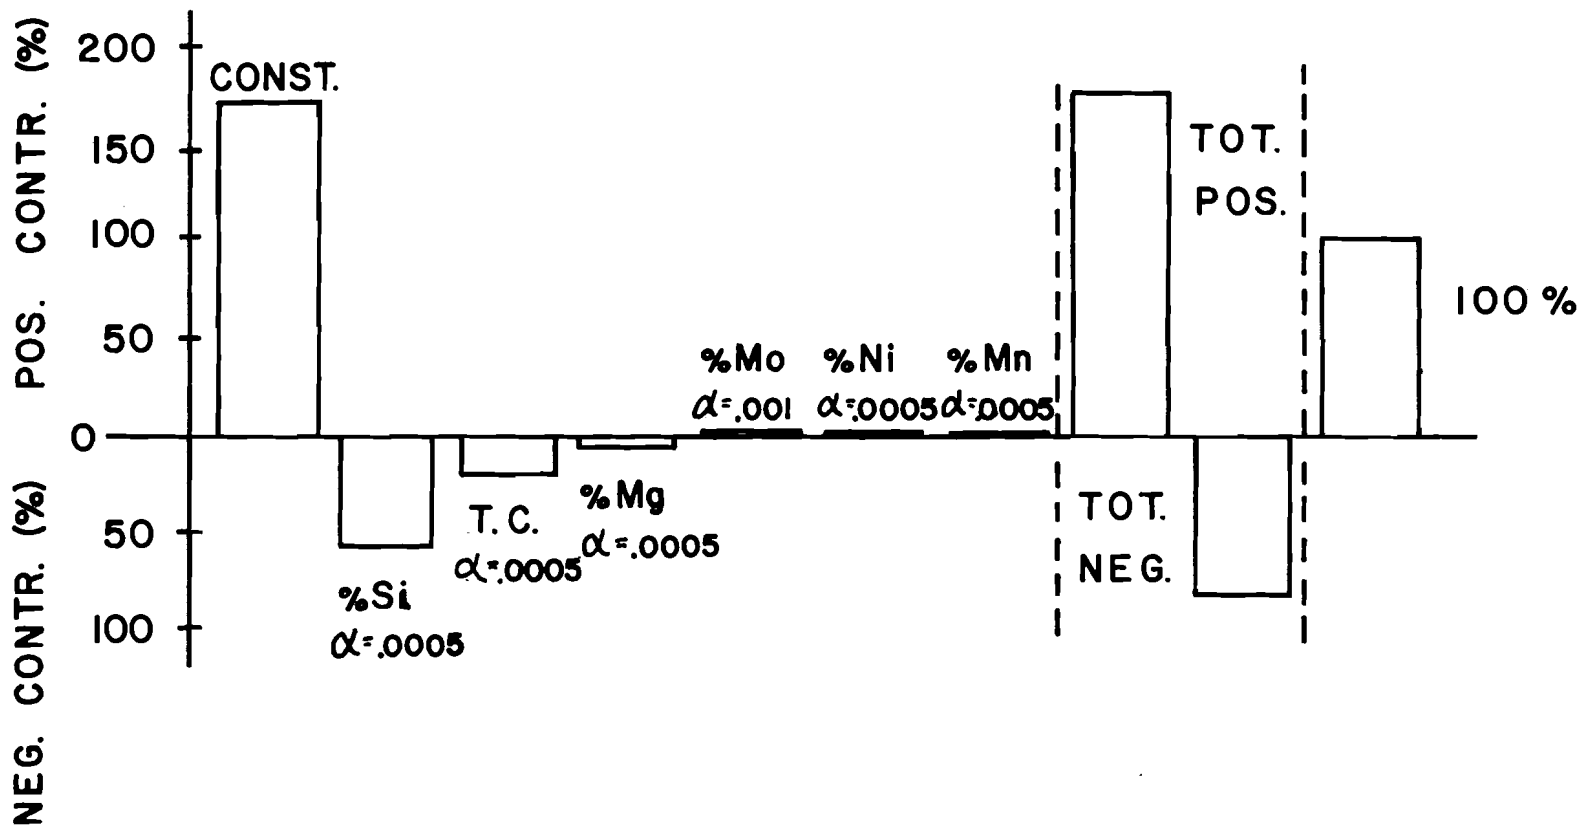 POS. CONTR. (%)
NEG. CONTR. (%)
200
150
100
50
0
50
100
CONST.
%Si
α=.0005
T.C.
α=.0005
%Mg
α=.0005
%Mo
α=.001
%Ni
α=.0005
%Mn
α=.0005
TOT.
POS.
TOT.
NEG.
100 %